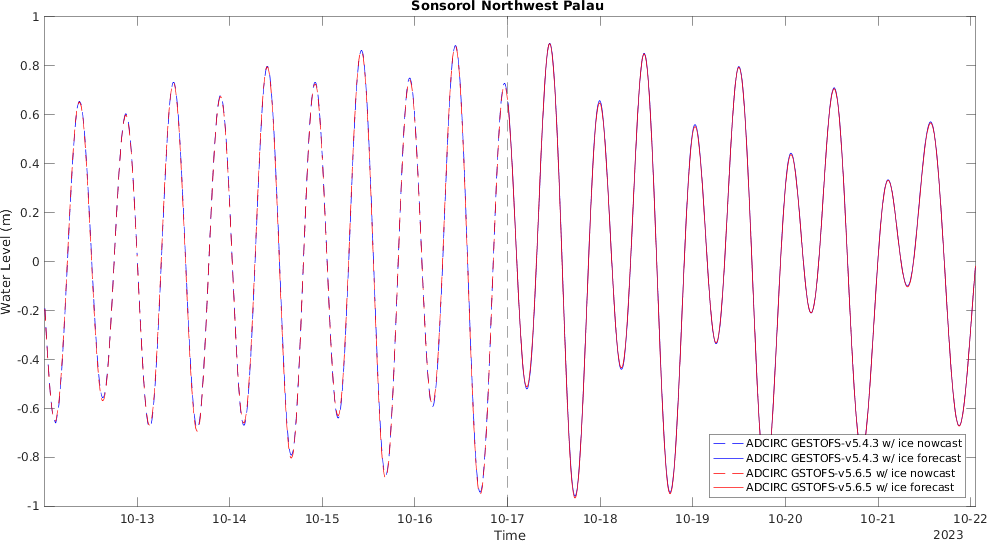 Sonsorol Northwest Palau
1
0.8
0.6
0.4
0.2
0
-0.2
-0.4
-0.6
-0.8
-1
Water Level (m)
ADCIRC GESTOFS-v5.4.3 w/ ice nowcast
ADCIRC GESTOFS-v5.4.3 w/ ice forecast
ADCIRC GSTOFS-v5.6.5 w/ ice nowcast
ADCIRC GSTOFS-v5.6.5 w/ ice forecast
10-13 10-14 10-15 10-16 10-17 10-18 10-19 10-20 10-21 10-22
Time
2023